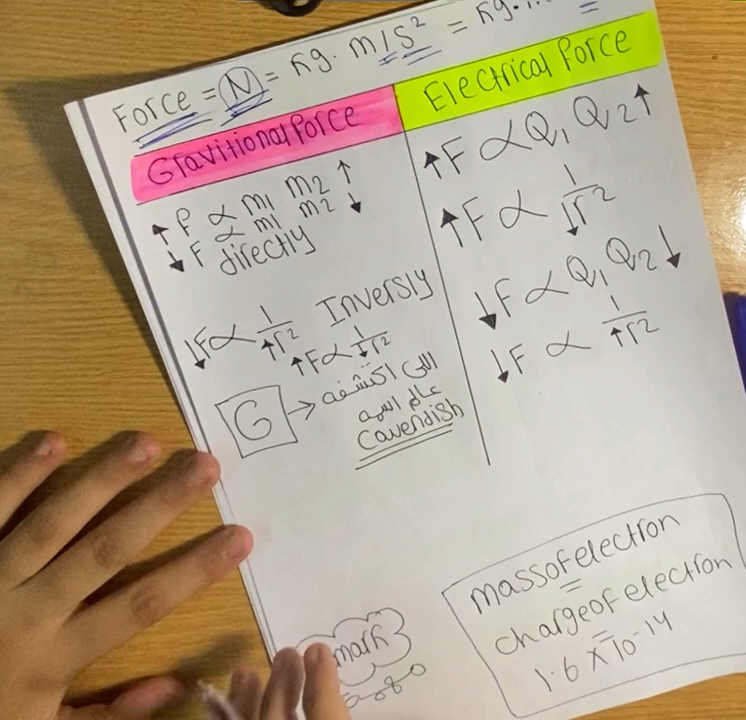 Force = N = kg. m/s² = kg.
Gravitional Force
Electrical Force
↑F ∝ m1 m2 ↑
↓F ∝ m1 m2 ↓
directly
↓F ∝ 1/↑r² Inversly
↑F ∝ 1/↓r²
G → اللى اكتشفه
عالم اسمه
Cavendish
↑F ∝ Q1 Q2↑
↑F ∝ 1/↓r²
↓F ∝ Q1 Q2↓
↓F ∝ 1/↑r²
mass of electron
=
charge of electron
=
1.6 X 10-14
mark